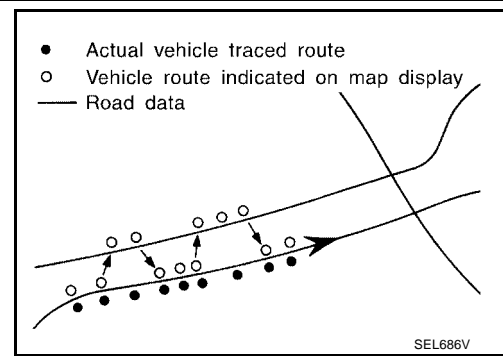 Actual vehicle traced route
Vehicle route indicated on map display
Road data
SEL686V